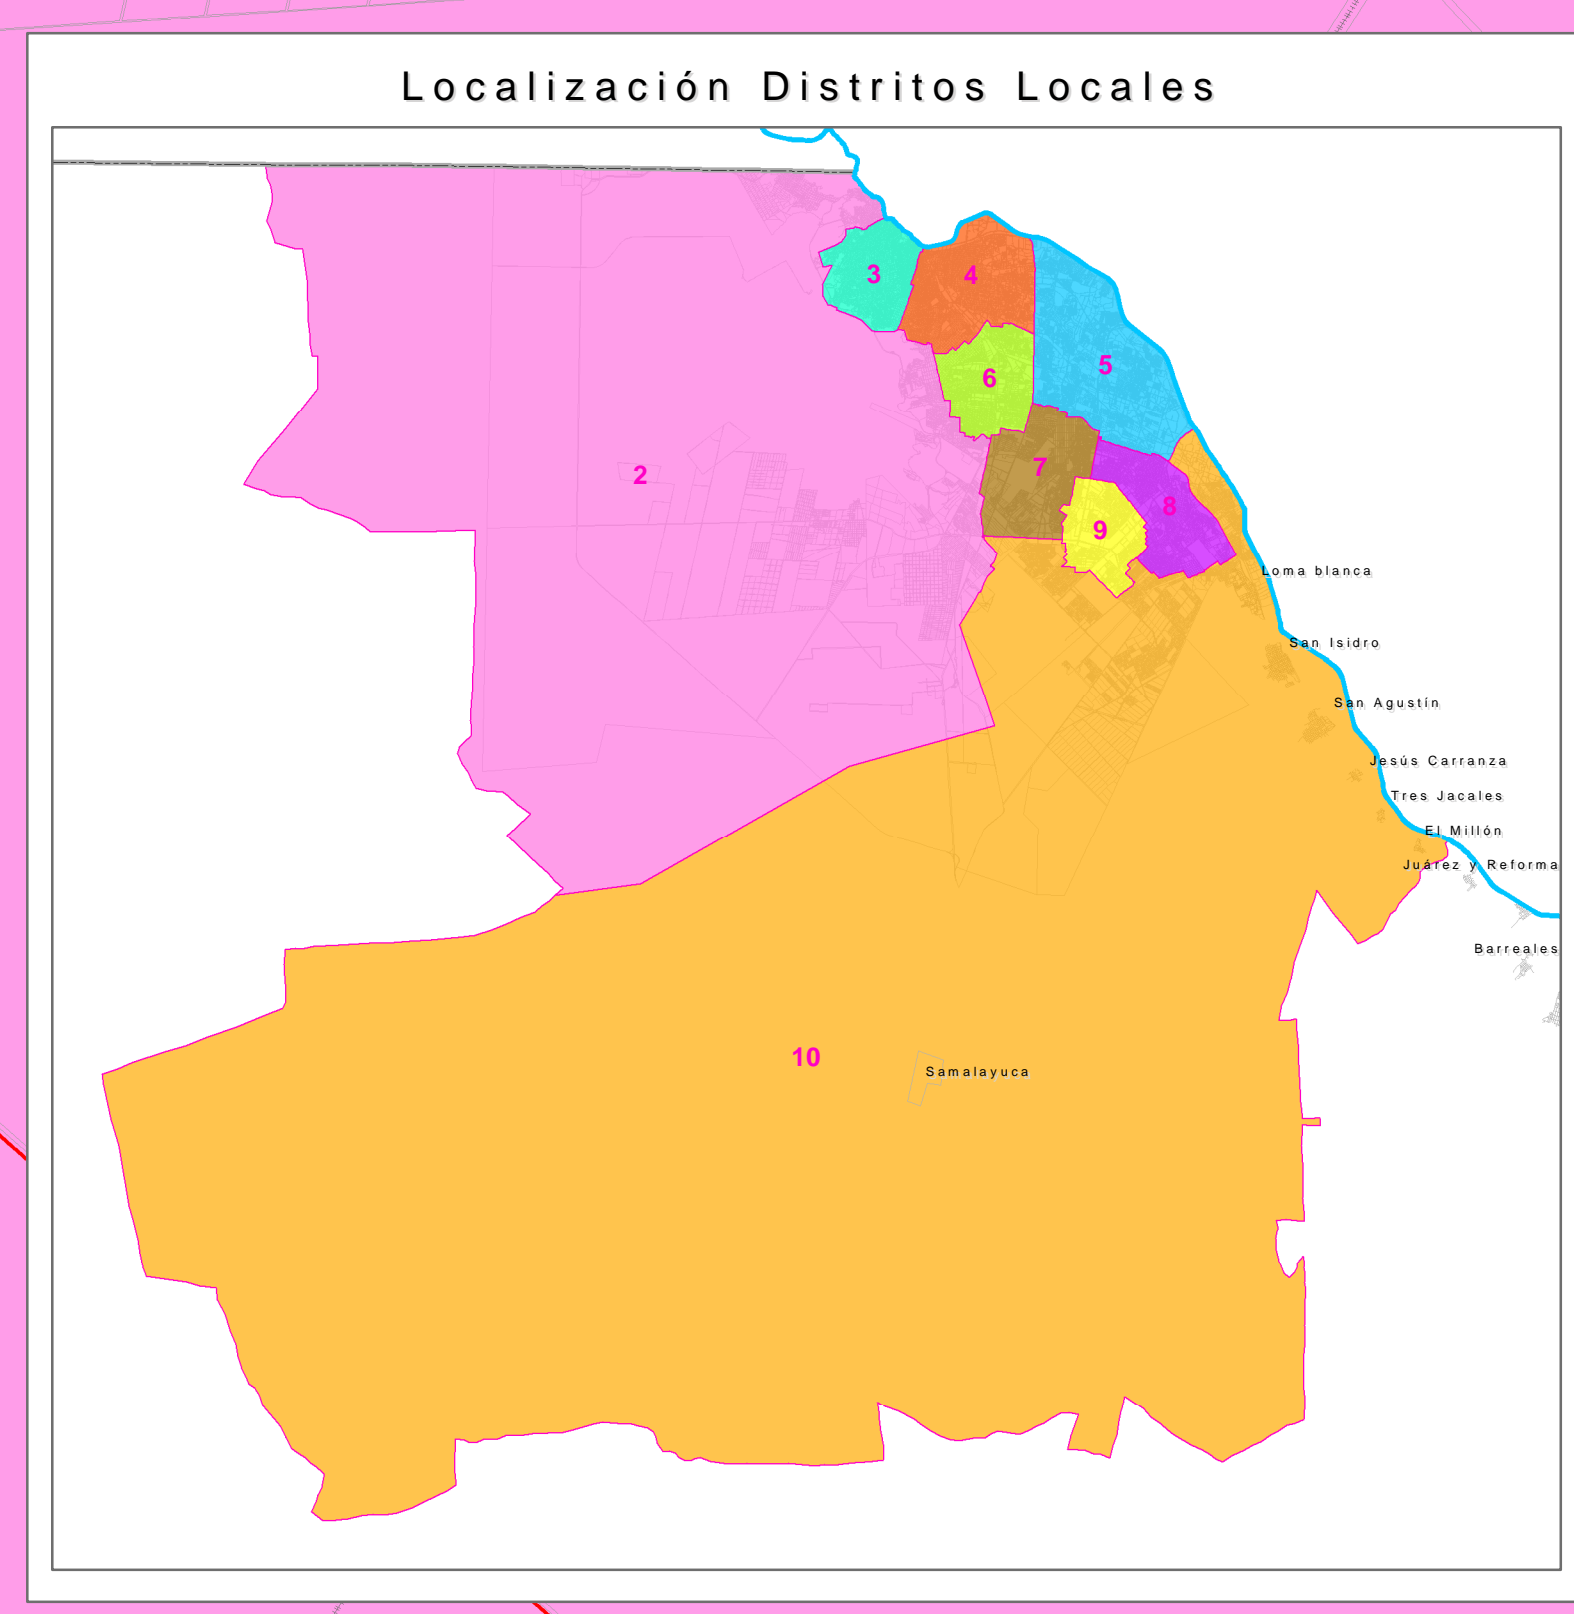 Localización Distritos Locales
3
4
5
6
2
7
8
9
Loma blanca
San Isidro
San Agustín
Jesús Carranza
Tres Jacales
El Millón
Juárez y Reforma
Barreales
10
Samalayuca